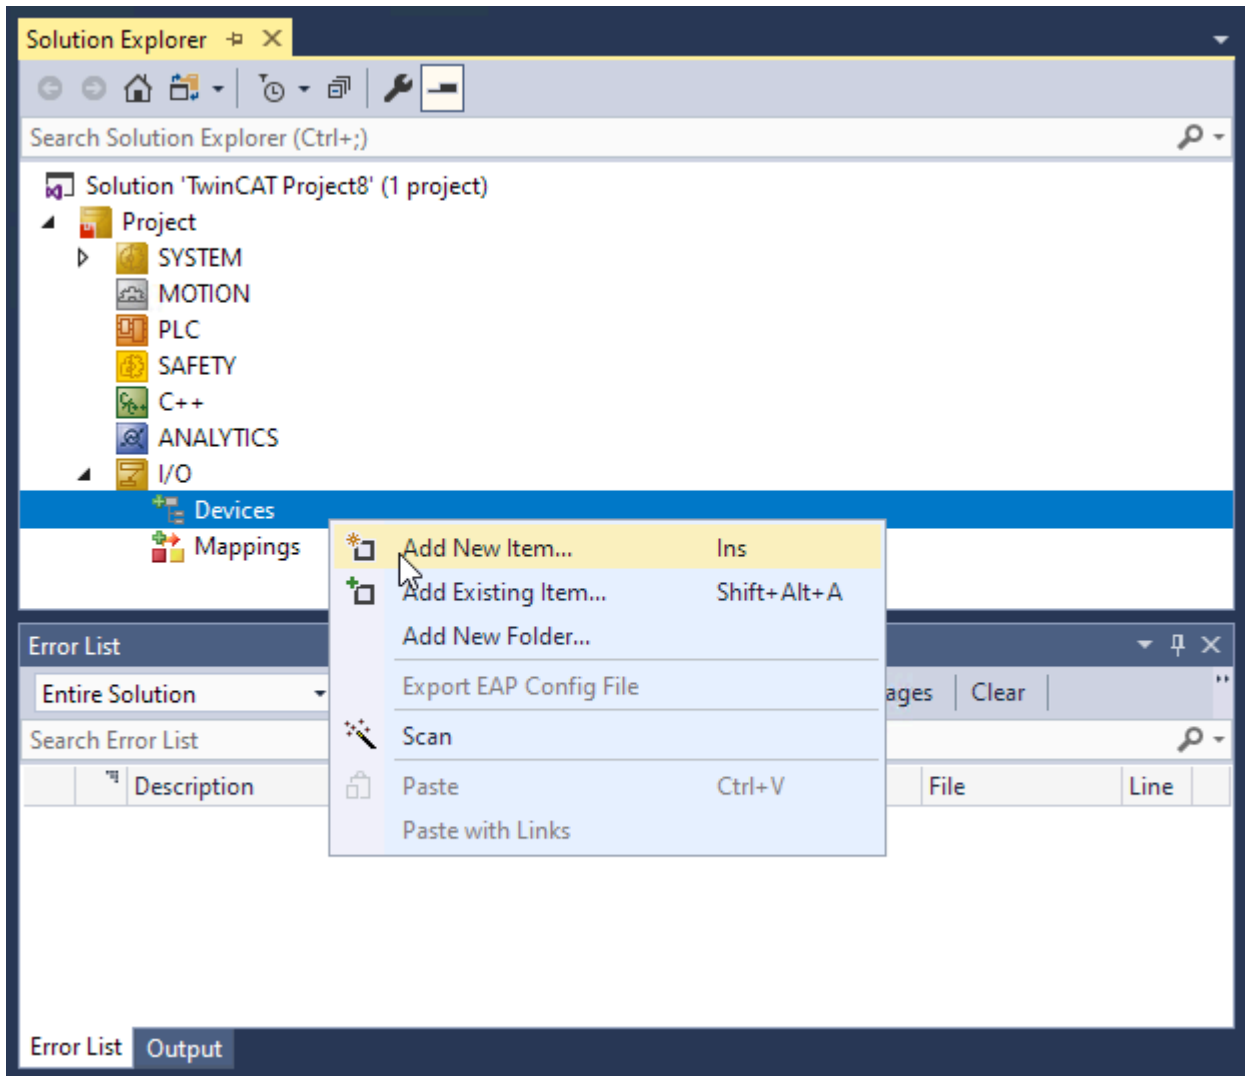 Solution Explorer
Search Solution Explorer (Ctrl+;)
Solution 'TwinCAT Project8' (1 project)
Project
SYSTEM
MOTION
PLC
SAFETY
C++
ANALYTICS
I/O
Devices
Mappings
Add New Item... Ins
Add Existing Item... Shift+Alt+A
Add New Folder...
Export EAP Config File
Scan
Paste Ctrl+V
Paste with Links
Error List
Entire Solution ages Clear
Search Error List
Description File Line
Error List Output